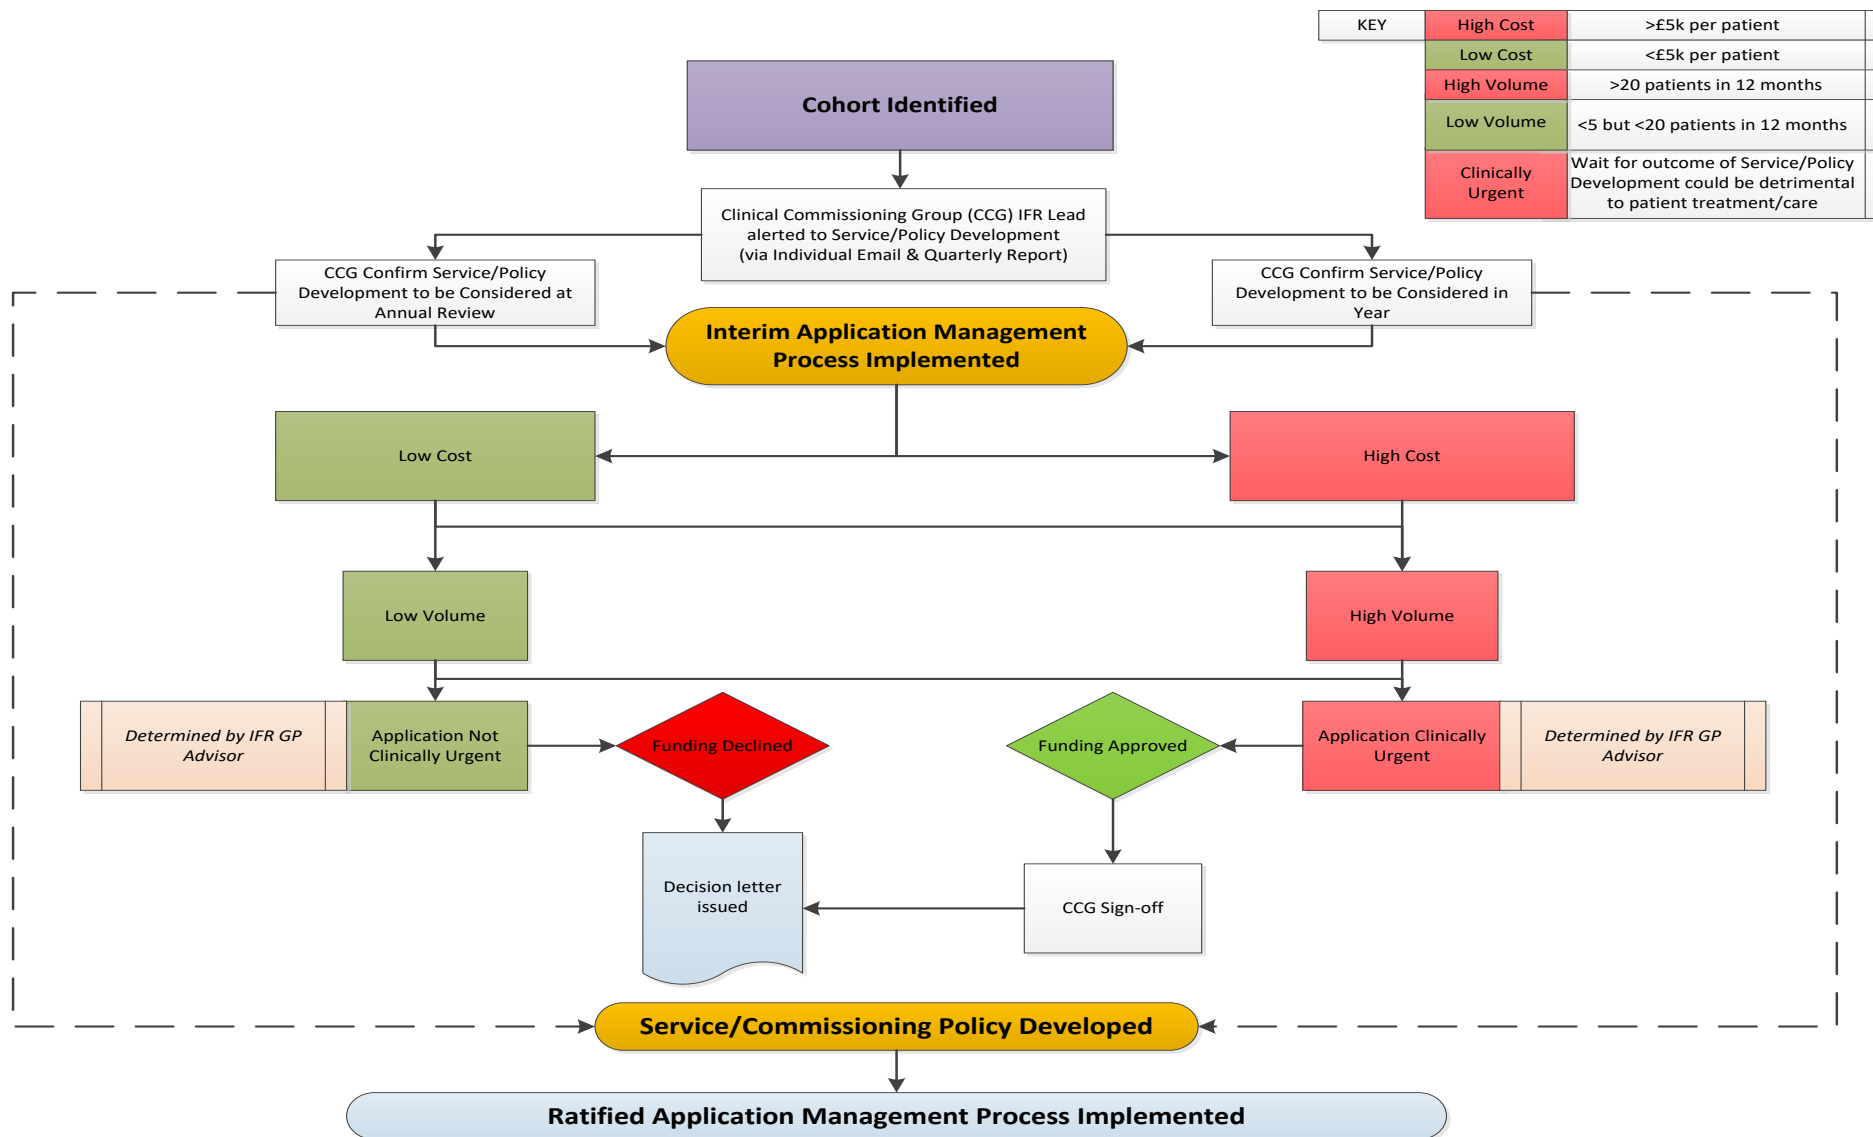 KEY
High Cost
>£5k per patient
Low Cost
<£5k per patient
High Volume
>20 patients in 12 months
Low Volume
<5 but <20 patients in 12 months
Clinically
Urgent
Wait for outcome of Service/Policy
Development could be detrimental
to patient treatment/care
Cohort Identified
Clinical Commissioning Group (CCG) IFR Lead
alerted to Service/Policy Development
(via Individual Email & Quarterly Report)
CCG Confirm Service/Policy
Development to be Considered at
Annual Review
CCG Confirm Service/Policy
Development to be Considered in
Year
Interim Application Management
Process Implemented
Low Cost
High Cost
Low Volume
High Volume
Determined by IFR GP
Advisor
Application Not
Clinically Urgent
Funding Declined
Funding Approved
Application Clinically
Urgent
Determined by IFR GP
Advisor
Decision letter
issued
CCG Sign-off
Service/Commissioning Policy Developed
Ratified Application Management Process Implemented